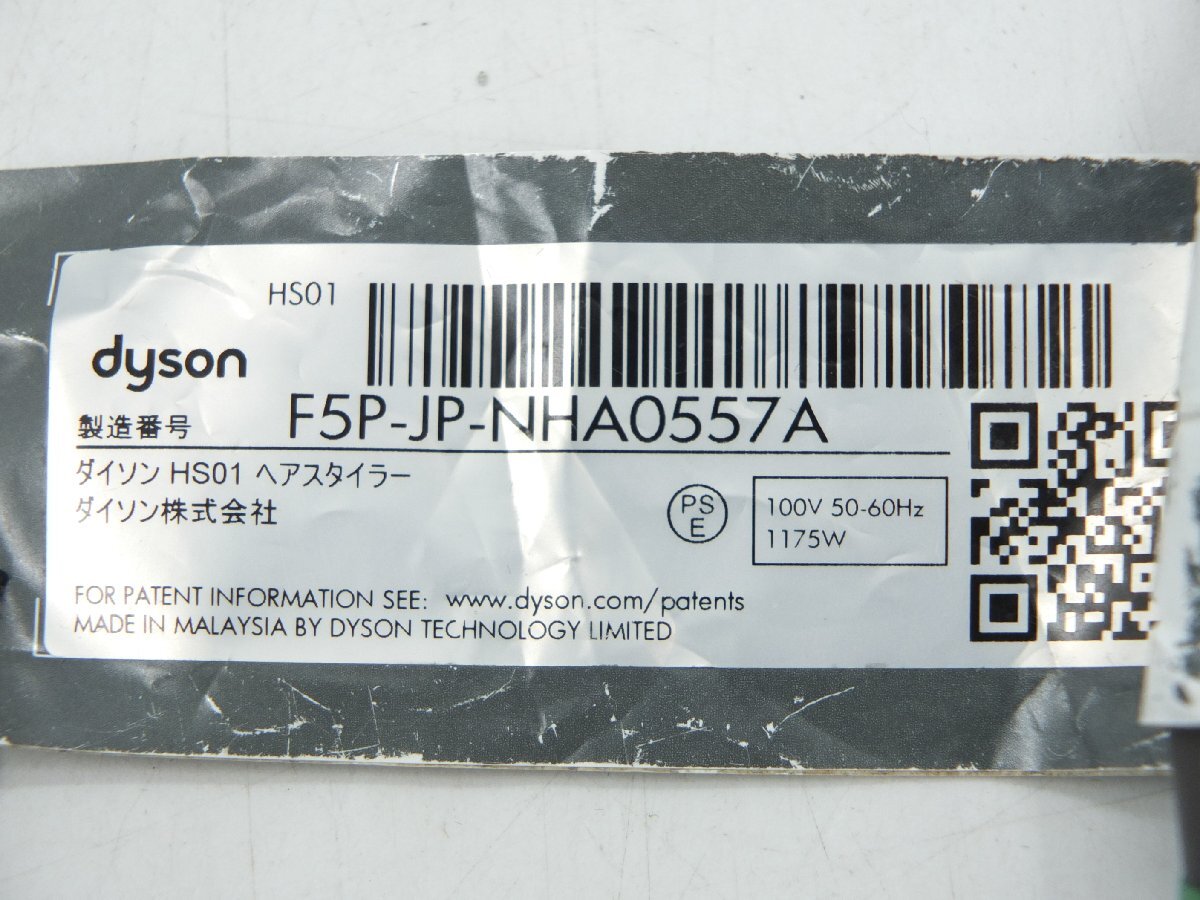 HS01
dyson
製造番号 F5P-JP-NHA0557A
ダイソン HS01 ヘアスタイラー
ダイソン株式会社
PS
E
100V 50-60Hz
1175W
FOR PATENT INFORMATION SEE: www.dyson.com/patents
MADE IN MALAYSIA BY DYSON TECHNOLOGY LIMITED